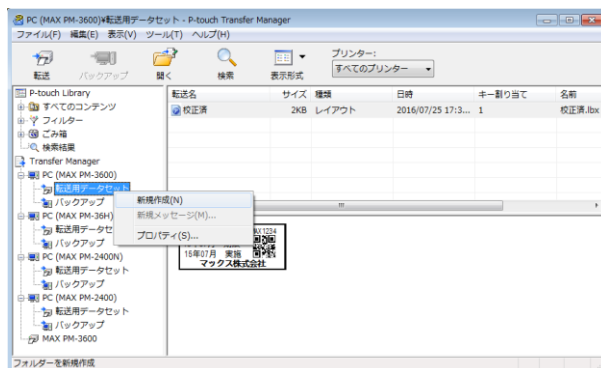 PC (MAX PM-3600)¥転送用データセット - P-touch Transfer Manager
ファイル(F) 編集(E) 表示(V) ツール(T) ヘルプ(H)
転送 バックアップ 開く 検索 表示形式
プリンター:
すべてのプリンター
P-touch Library
すべてのコンテンツ
フィルター
ごみ箱
検索結果
Transfer Manager
PC (MAX PM-3600)
転送用データセット
バックアップ
PC (MAX PM-36H)
転送用データセ
バックアップ
PC (MAX PM-2400N)
転送用データセット
バックアップ
PC (MAX PM-2400)
転送用データセット
バックアップ
MAX PM-3600
転送名 サイズ 種類 日時 キー割り当て 名前
校正済 2KB レイアウト 2016/07/25 17:3... 1 校正済.lbx
新規作成(N)
新規メッセージ(M)...
プロパティ(S)...
1234
16年07月 実施
マックス株式会社
フォルダーを新規作成